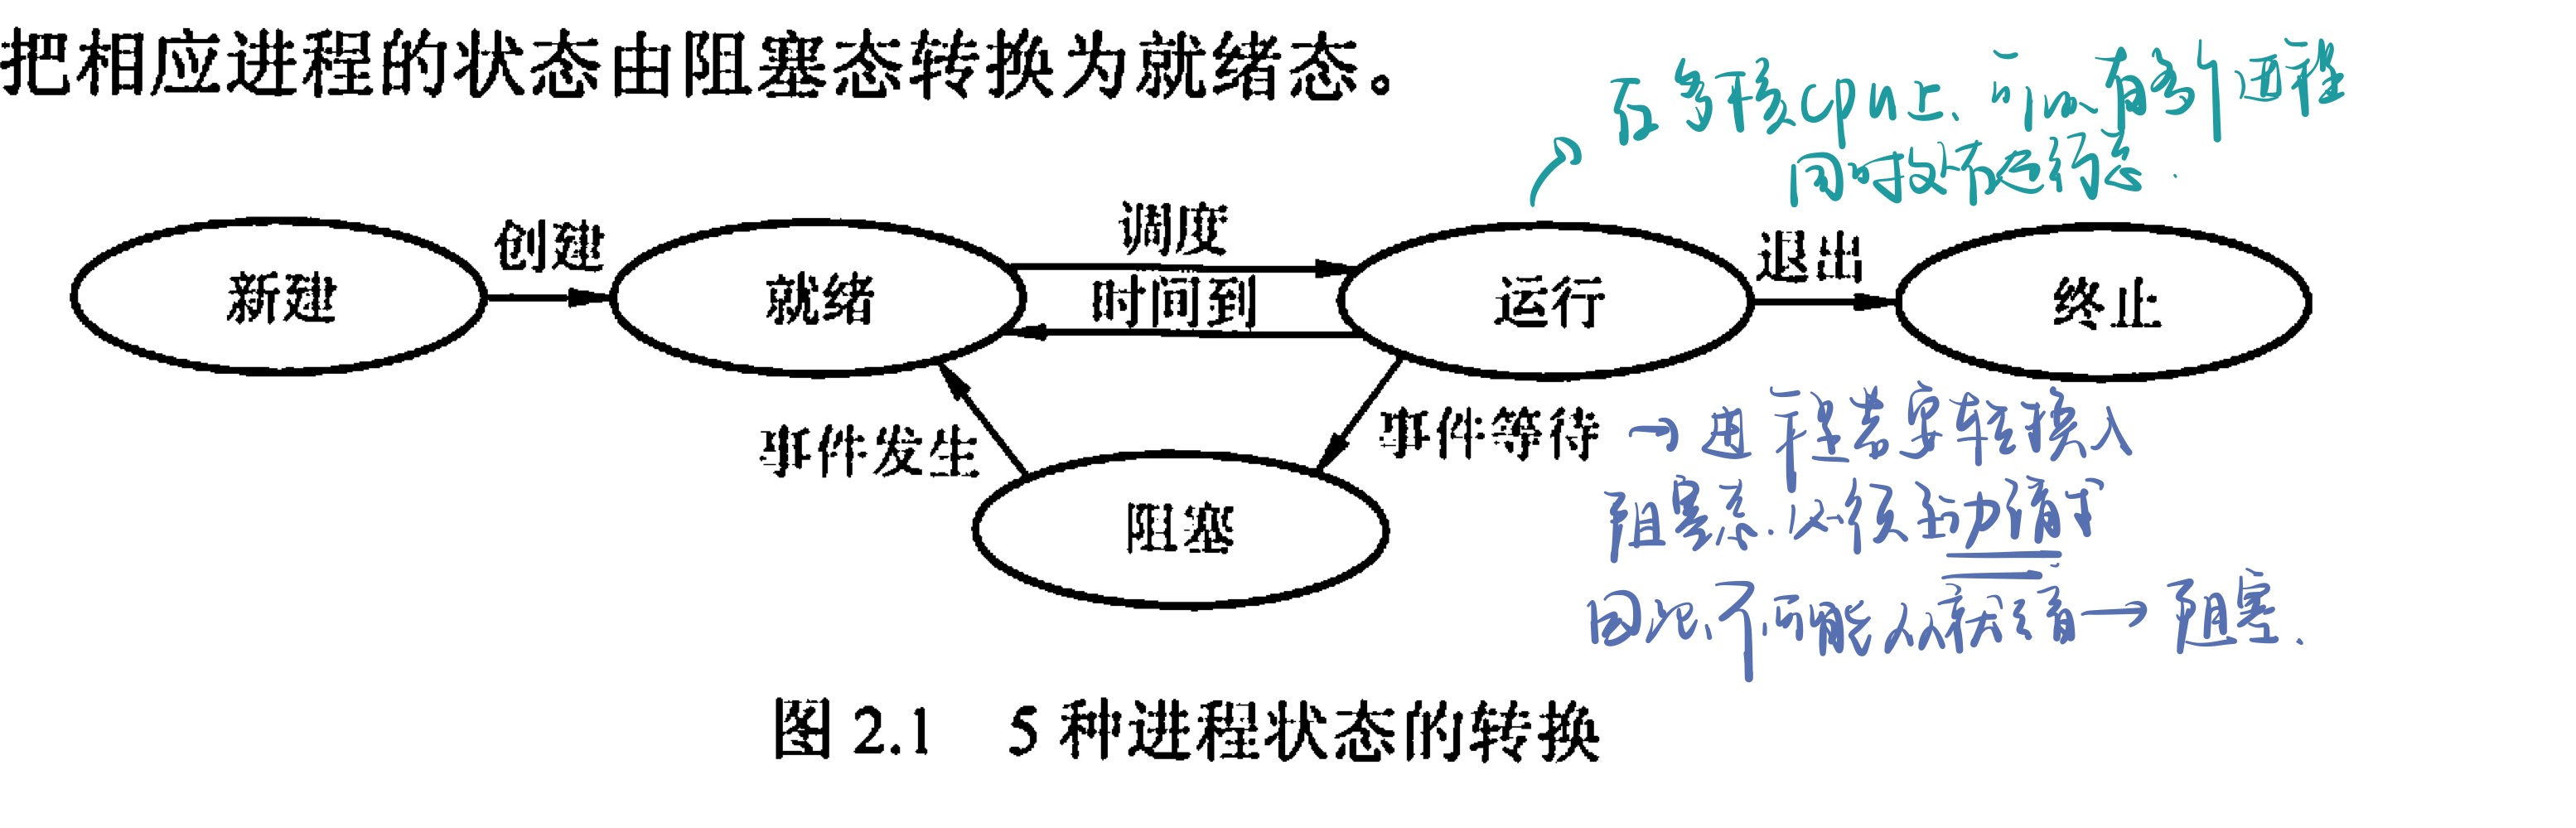 把相应进程的状态由阻塞态转换为就绪态。
在多核CPU上、可以有多个进程
同时处于运行态.
新建
创建
就绪
调度
时间到
运行
退出
终止
事件发生
阻塞
事件等待
→进程若要转换入
阻塞态.必须主动请求
因此、不可能从就绪→阻塞.
图 2.1 5 种进程状态的转换